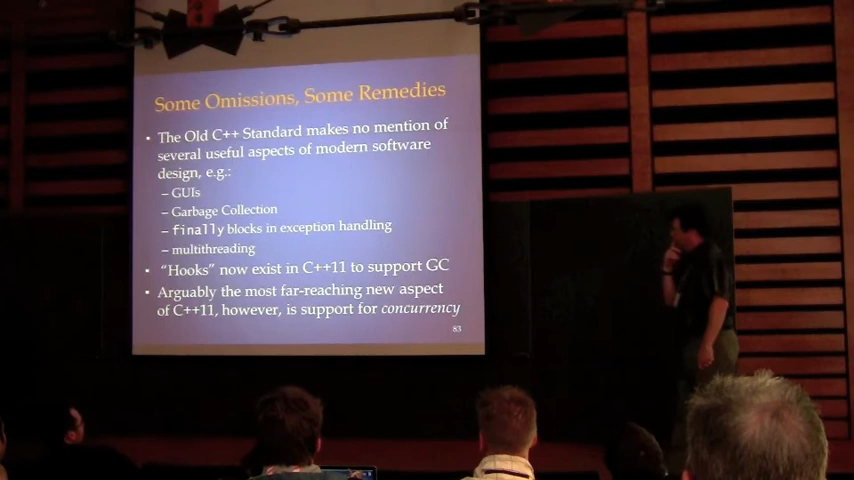 Some Omissions, Some Remedies
• The Old C++ Standard makes no mention of
several useful aspects of modern software
design, e.g.:
– GUIs
– Garbage Collection
– finally blocks in exception handling
– multithreading
• “Hooks” now exist in C++11 to support GC
• Arguably the most far-reaching new aspect
of C++11, however, is support for concurrency
83